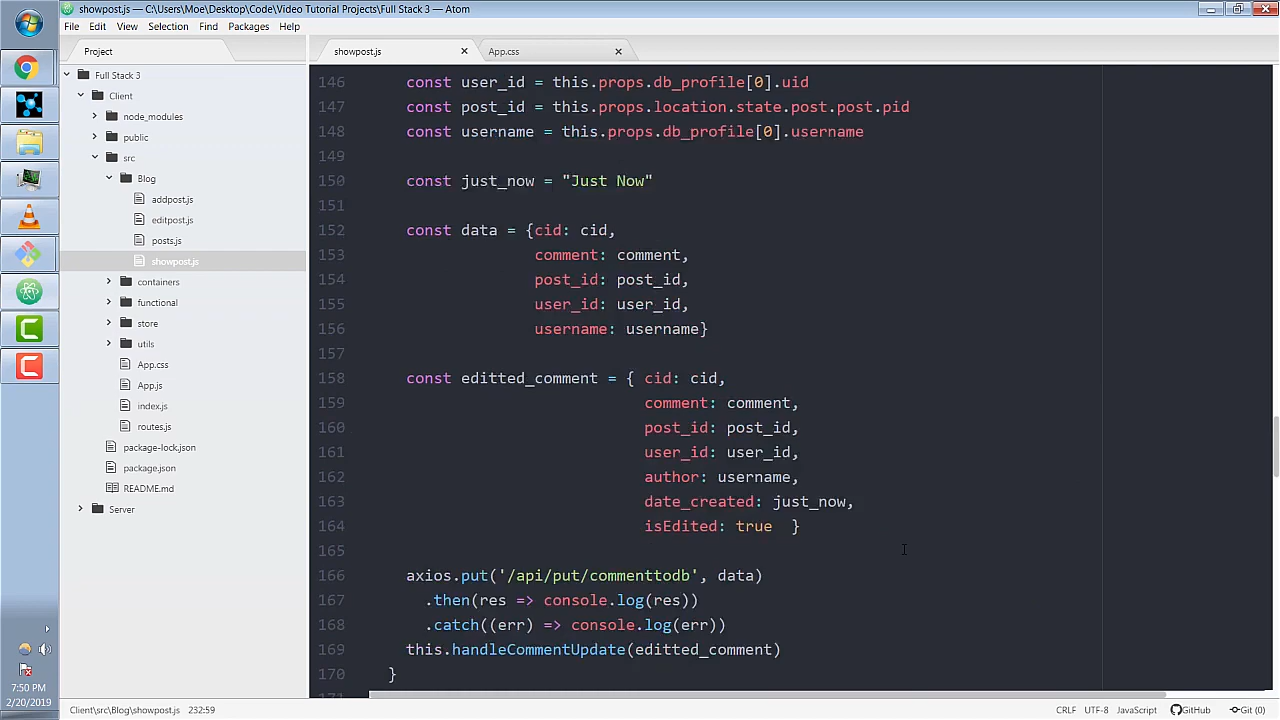 showpost.js — C:\Users\Moe\Desktop\Code\Video Tutorial Projects\Full Stack 3 — Atom
File Edit View Selection Find Packages Help
Project
showpost.js
App.css
Full Stack 3
Client
node_modules
public
src
Blog
addpost.js
editpost.js
posts.js
showpost.js
containers
functional
store
utils
App.css
App.js
index.js
routes.js
package-lock.json
package.json
README.md
Server
146 const user_id = this.props.db_profile[0].uid
147 const post_id = this.props.location.state.post.post.pid
148 const username = this.props.db_profile[0].username
149
150 const just_now = "Just Now"
151
152 const data = {cid: cid,
153 comment: comment,
154 post_id: post_id,
155 user_id: user_id,
156 username: username}
157
158 const editted_comment = { cid: cid,
159 comment: comment,
160 post_id: post_id,
161 user_id: user_id,
162 author: username,
163 date_created: just_now,
164 isEdited: true }
165
166 axios.put('/api/put/commenttodb', data)
167 .then(res => console.log(res))
168 .catch((err) => console.log(err))
169 this.handleCommentUpdate(editted_comment)
170 }
171
7:50 PM
2/20/2019
Client\src\Blog\showpost.js 232:59
CRLF UTF-8 JavaScript GitHub Git (0)